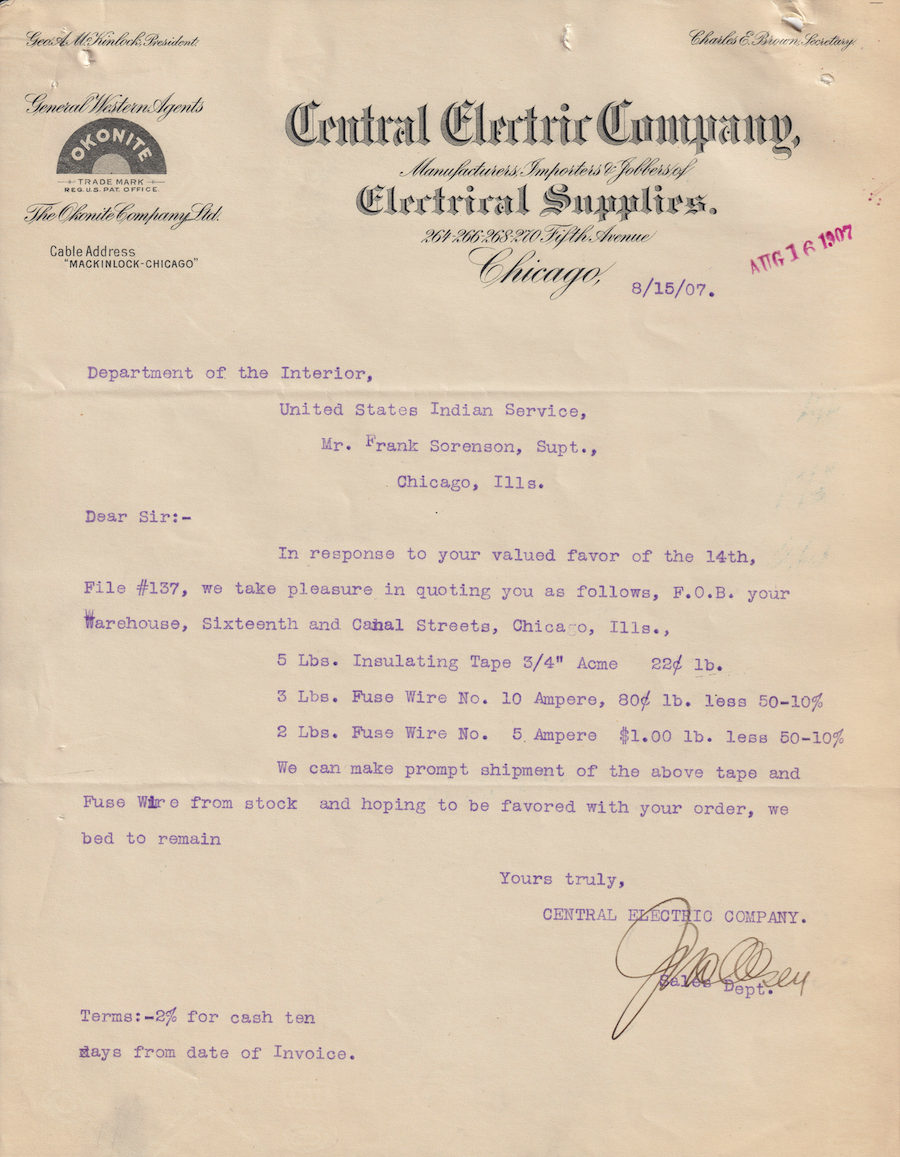 Geo. A. McKinlock, President.
Charles E. Brown, Secretary.
General Western Agents
OKONITE
TRADE MARK
REG. U.S. PAT. OFFICE.
The Okonite Company Ltd.
Cable Address
"MACKINLOCK-CHICAGO"
Central Electric Company,
Manufacturers, Importers & Jobbers of
Electrical Supplies.
264-266-268-270 Fifth Avenue
Chicago, 8/15/07.
AUG 16 1907
Department of the Interior,
United States Indian Service,
Mr. Frank Sorenson, Supt.,
Chicago, Ills.
Dear Sir:-
In response to your valued favor of the 14th,
File #137, we take pleasure in quoting you as follows, F.O.B. your
Warehouse, Sixteenth and Canal Streets, Chicago, Ills.,
5 Lbs. Insulating Tape 3/4" Acme 22¢ lb.
3 Lbs. Fuse Wire No. 10 Ampere, 80¢ lb. less 50-10%
2 Lbs. Fuse Wire No. 5 Ampere $1.00 lb. less 50-10%
We can make prompt shipment of the above tape and
Fuse Wire from stock and hoping to be favored with your order, we
bed to remain
Yours truly,
CENTRAL ELECTRIC COMPANY.
Olsen
Sales Dept.
Terms:-2% for cash ten
days from date of Invoice.